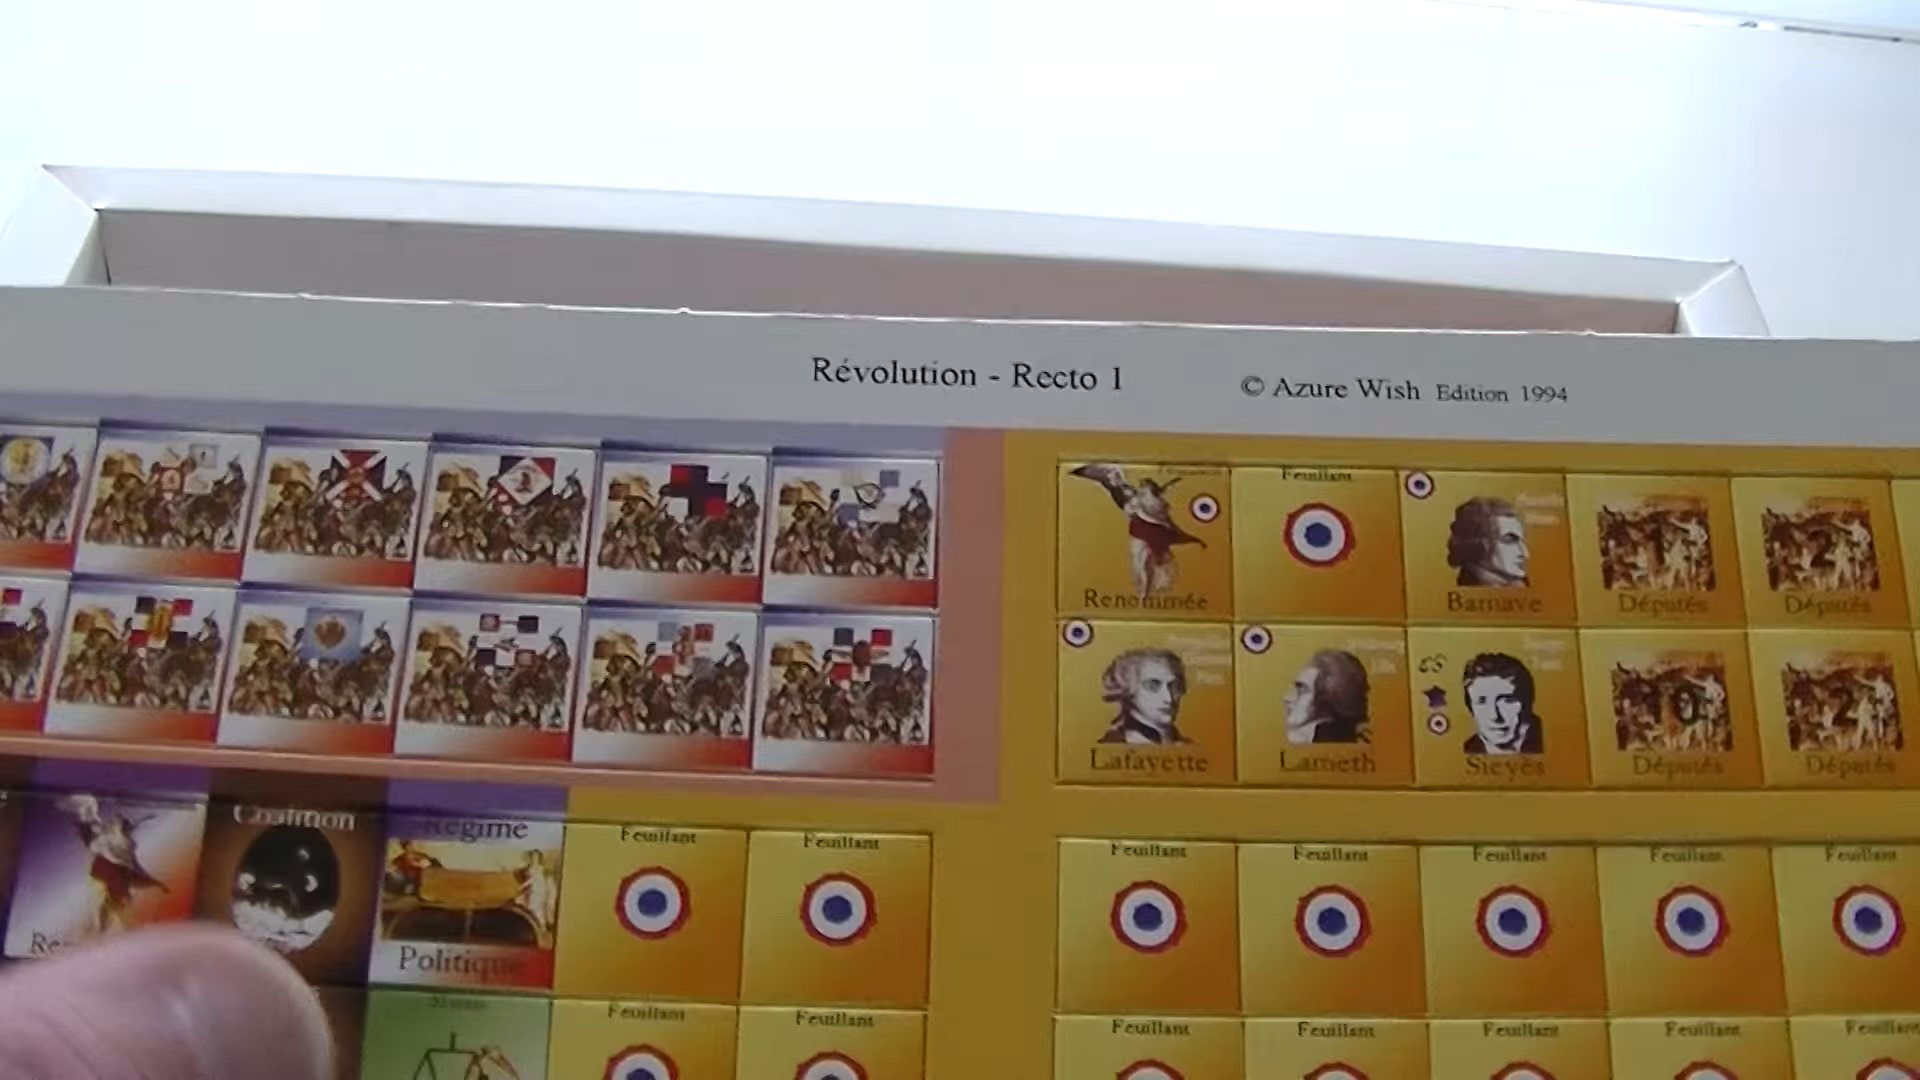 Révolution - Recto 1
© Azure Wish Edition 1994
Feuillant
Renommée
Barnave
Députés
Députés
Lafayette
Lameth
Sieyès
Députés
Députés
Coalition
Régime
Politique
Feuillant
Feuillant
Feuillant
Feuillant
Feuillant
Feuillant
Feuillant
Feuillant
Feuillant
Feuillant
Feuillant
Feuillant
Feuillant
Feuillant